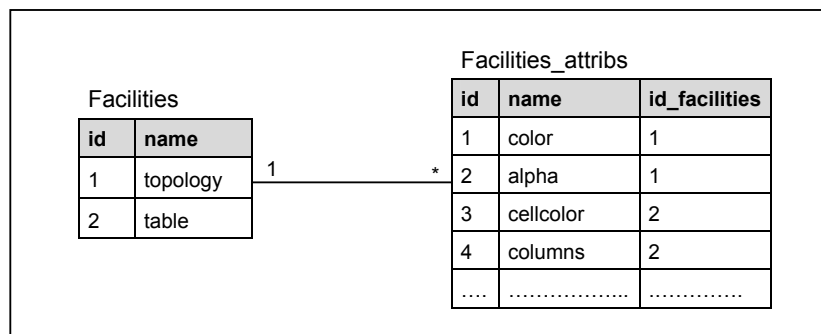 Facilities_attribs
Facilities
id name id_facilities
id name
1 color 1
1 topology
1 *
2 alpha 1
2 table
3 cellcolor 2
4 columns 2
…. …………….. ………….